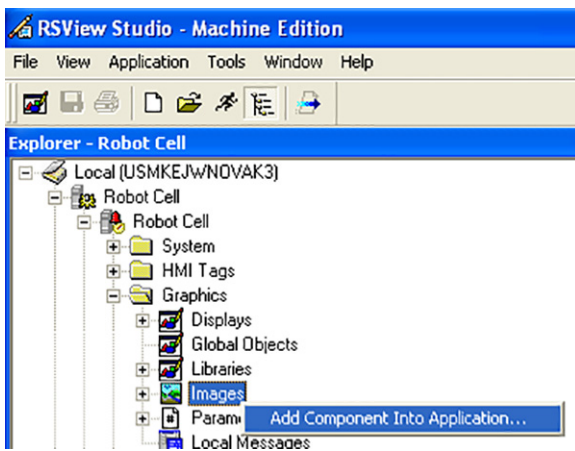 RSView Studio - Machine Edition
File View Application Tools Window Help
Explorer - Robot Cell
Local (USMKEJWNOVAK3)
Robot Cell
Robot Cell
System
HMI Tags
Graphics
Displays
Global Objects
Libraries
Images
Param
Add Component Into Application...
Local Messages